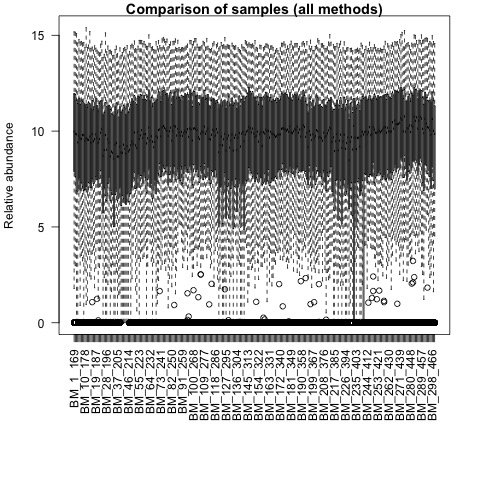 Comparison of samples (all methods)
Relative abundance
15
10
5
0
BM_1_169
BM_10_178
BM_19_187
BM_28_196
BM_37_205
BM_46_214
BM_55_223
BM_64_232
BM_73_241
BM_82_250
BM_91_259
BM_100_268
BM_109_277
BM_118_286
BM_127_295
BM_136_304
BM_145_313
BM_154_322
BM_163_331
BM_172_340
BM_181_349
BM_190_358
BM_199_367
BM_208_376
BM_217_385
BM_226_394
BM_235_403
BM_244_412
BM_253_421
BM_262_430
BM_271_439
BM_280_448
BM_289_457
BM_298_466